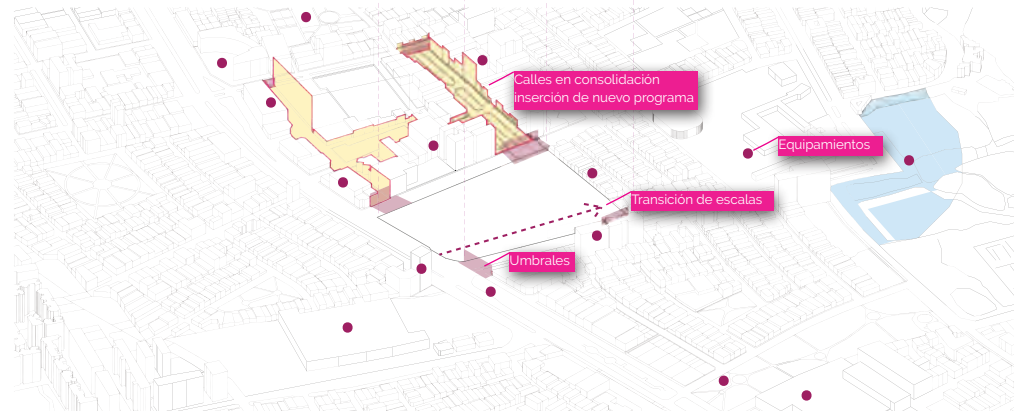 Calles en consolidación
inserción de nuevo programa
Equipamientos
Transición de escalas
Umbrales